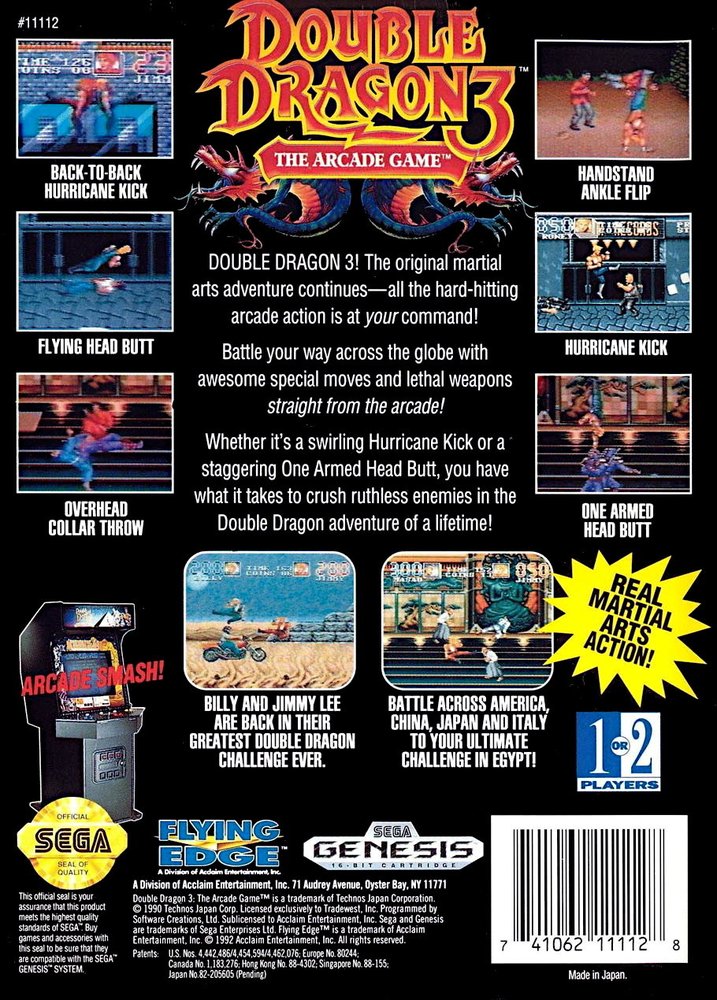 #11112
DOUBLE
DRAGON 3™
THE ARCADE GAME™
BACK-TO-BACK
HURRICANE KICK
HANDSTAND
ANKLE FLIP
FLYING HEAD BUTT
HURRICANE KICK
OVERHEAD
COLLAR THROW
ONE ARMED
HEAD BUTT
DOUBLE DRAGON 3! The original martial
arts adventure continues—all the hard-hitting
arcade action is at your command!
Battle your way across the globe with
awesome special moves and lethal weapons
straight from the arcade!
Whether it's a swirling Hurricane Kick or a
staggering One Armed Head Butt, you have
what it takes to crush ruthless enemies in the
Double Dragon adventure of a lifetime!
REAL
MARTIAL
ARTS
ACTION!
ARCADE SMASH!
BILLY AND JIMMY LEE
ARE BACK IN THEIR
GREATEST DOUBLE DRAGON
CHALLENGE EVER.
BATTLE ACROSS AMERICA,
CHINA, JAPAN AND ITALY
TO YOUR ULTIMATE
CHALLENGE IN EGYPT!
1 OR 2
PLAYERS
OFFICIAL
SEGA
SEAL OF
QUALITY
This official seal is your
assurance that this product
meets the highest quality
standards of SEGA™. Buy
games and accessories with
this seal to be sure that they
are compatible with the SEGA™
GENESIS™ SYSTEM.
FLYING
EDGE™
A Division of Acclaim Entertainment, Inc.
SEGA
GENESIS
16-BIT CARTRIDGE
A Division of Acclaim Entertainment, Inc. 71 Audrey Avenue, Oyster Bay, NY 11771
Double Dragon 3: The Arcade Game™ is a trademark of Technos Japan Corporation.
© 1990 Technos Japan Corp. Licensed exclusively to Tradewest, Inc. Programmed by
Software Creations, Ltd. Sublicensed to Acclaim Entertainment, Inc. Sega and Genesis
are trademarks of Sega Enterprises Ltd. Flying Edge™ is a trademark of Acclaim
Entertainment, Inc. © 1992 Acclaim Entertainment, Inc. All rights reserved.
Patents: U.S. Nos. 4,442,486/4,454,594/4,462,076; Europe No. 80244;
Canada No. 1,183,276; Hong Kong No. 88-4302; Singapore No. 88-155;
Japan No. 82-205605 (Pending)
7 41062 11112 8
Made in Japan.